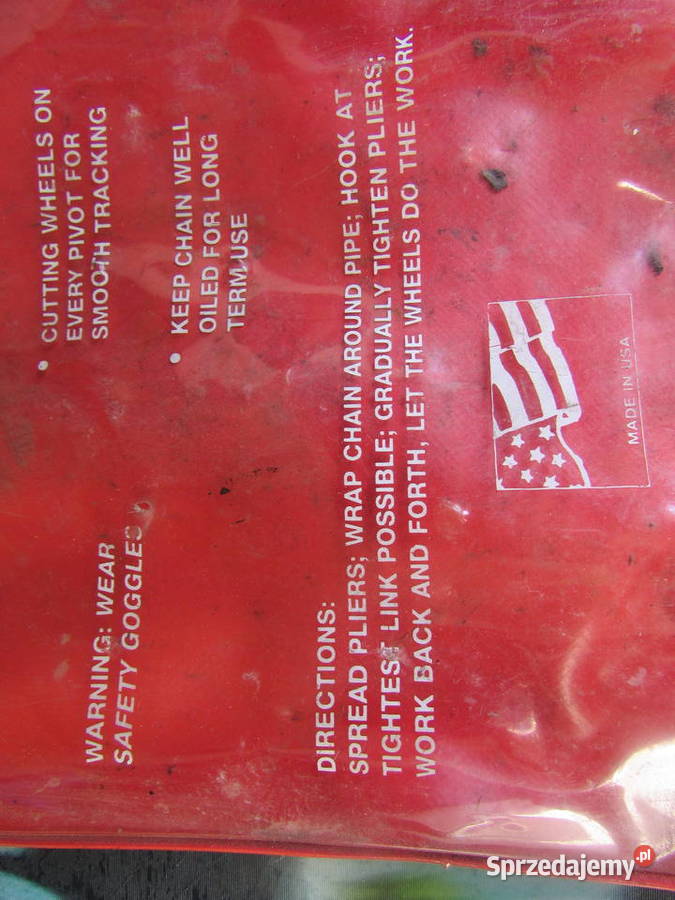 • CUTTING WHEELS ON
EVERY PIVOT FOR
SMOOTH TRACKING
• KEEP CHAIN WELL
OILED FOR LONG
TERM USE
WARNING: WEAR
SAFETY GOGGLES
DIRECTIONS:
SPREAD PLIERS; WRAP CHAIN AROUND PIPE; HOOK AT
TIGHTEST LINK POSSIBLE; GRADUALLY TIGHTEN PLIERS;
WORK BACK AND FORTH, LET THE WHEELS DO THE WORK.
MADE IN USA
Sprzedajemy.pl